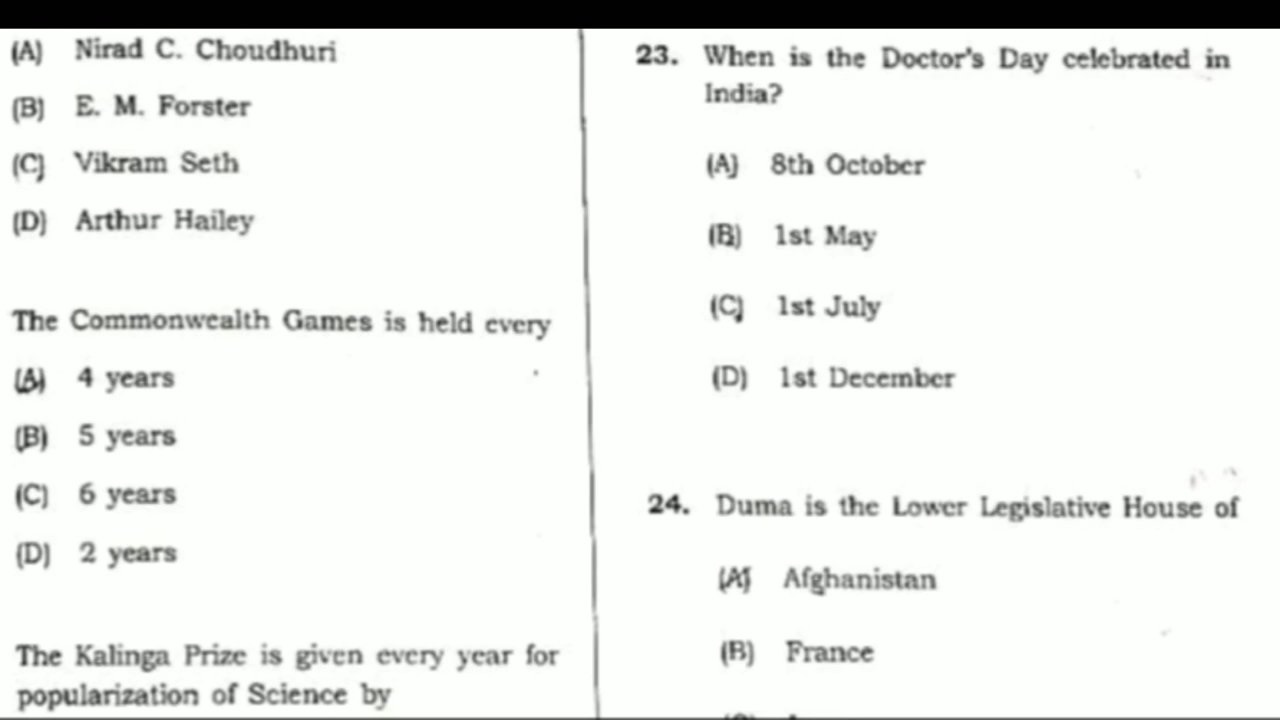 (A) Nirad C. Choudhuri
(B) E. M. Forster
(C) Vikram Seth
(D) Arthur Hailey
The Commonwealth Games is held every
(A) 4 years
(B) 5 years
(C) 6 years
(D) 2 years
The Kalinga Prize is given every year for
popularization of Science by
23. When is the Doctor's Day celebrated in
India?
(A) 8th October
(B) 1st May
(C) 1st July
(D) 1st December
24. Duma is the Lower Legislative House of
(A) Afghanistan
(B) France